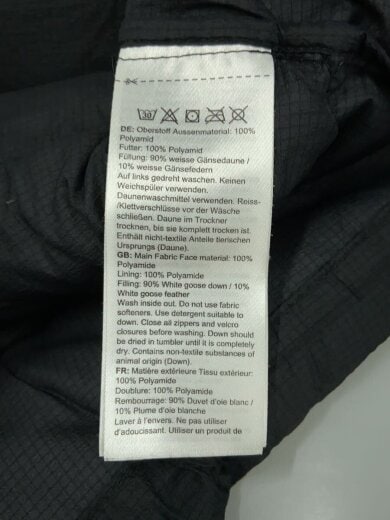 30
DE: Oberstoff Aussenmaterial: 100%
Polyamid
Futter: 100% Polyamid
Füllung: 90% weisse Gänsedaune /
10% weisse Gänsefedern
Auf links gedreht waschen. Keinen
Weichspüler verwenden.
Daunenwaschmittel verwenden. Reiss-
/Klettverschlüsse vor der Wäsche
schließen. Daune im Trockner
trocknen, bis sie komplett trocken ist.
Enthält nicht-textile Anteile tierischen
Ursprungs (Daune).
GB: Main Fabric Face material: 100%
Polyamide
Lining: 100% Polyamide
Filling: 90% White goose down / 10%
White goose feather
Wash inside out. Do not use fabric
softeners. Use detergent suitable to
down. Close all zippers and velcro
closures before washing. Down should
be dried in tumbler until it is completely
dry. Contains non-textile substances of
animal origin (Down).
FR: Matière extérieure Tissu extérieur:
100% Polyamide
Doublure: 100% Polyamide
Rembourrage: 90% Duvet d'oie blanc /
10% Plume d'oie blanche
Laver à l'envers. Ne pas utiliser
d'adoucissant. Utiliser un produit de